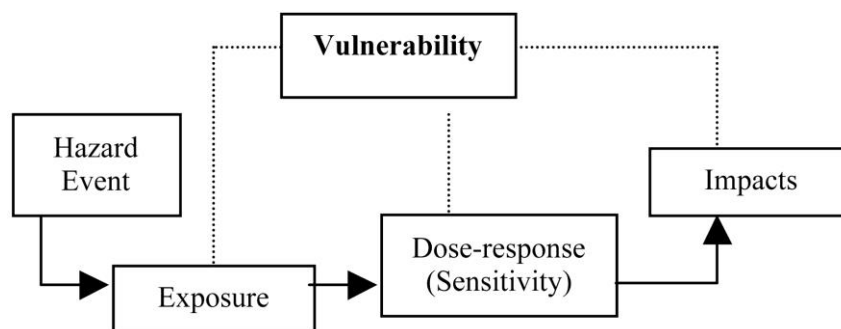 Vulnerability
Hazard
Event
Impacts
Dose-response
(Sensitivity)
Exposure